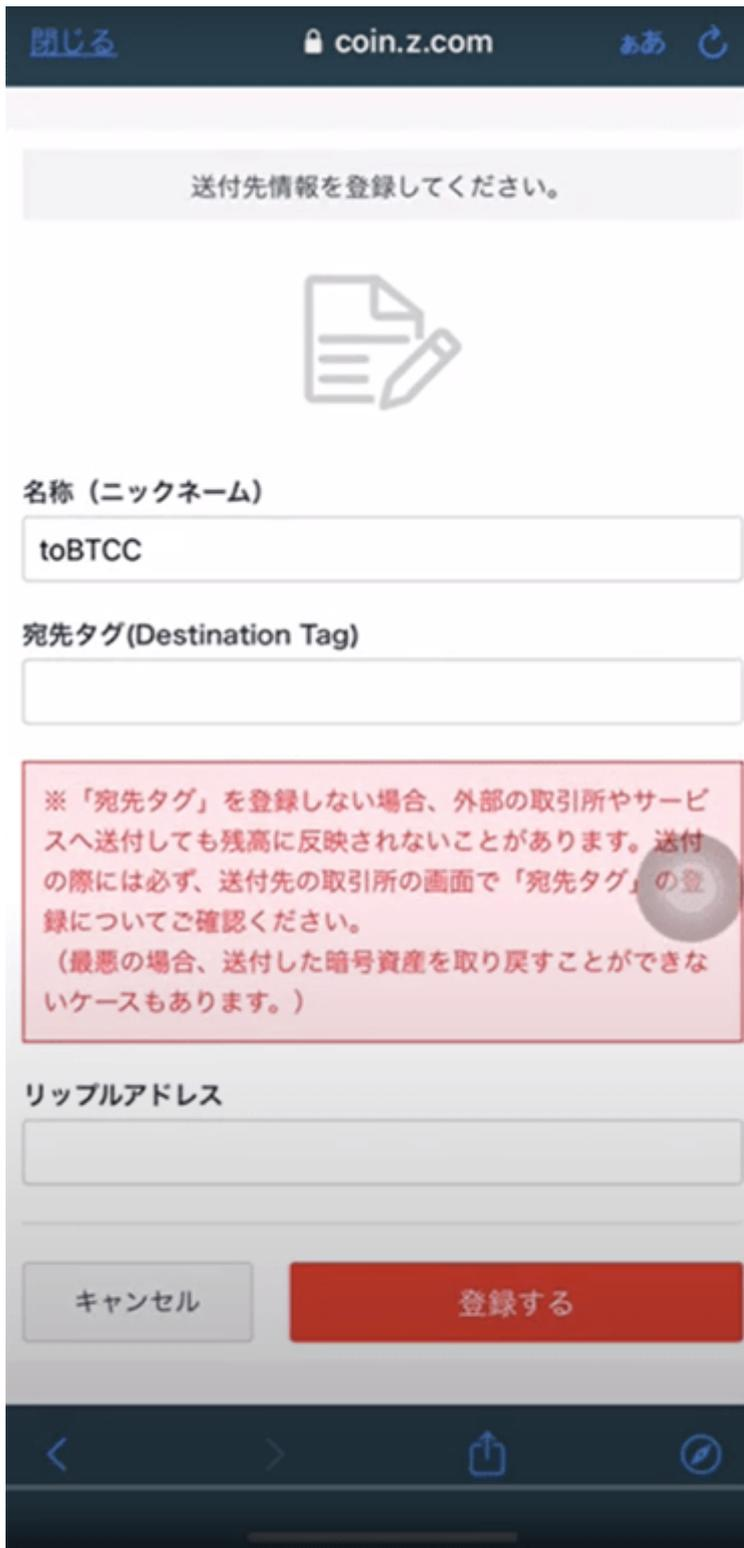 閉じる
coin.z.com
ぁあ
送付先情報を登録してください。
名称（ニックネーム）
toBTCC
宛先タグ(Destination Tag)
※「宛先タグ」を登録しない場合、外部の取引所やサービ
スへ送付しても残高に反映されないことがあります。送付
の際には必ず、送付先の取引所の画面で「宛先タグ」の登
録についてご確認ください。
（最悪の場合、送付した暗号資産を取り戻すことができな
いケースもあります。）
リップルアドレス
キャンセル
登録する